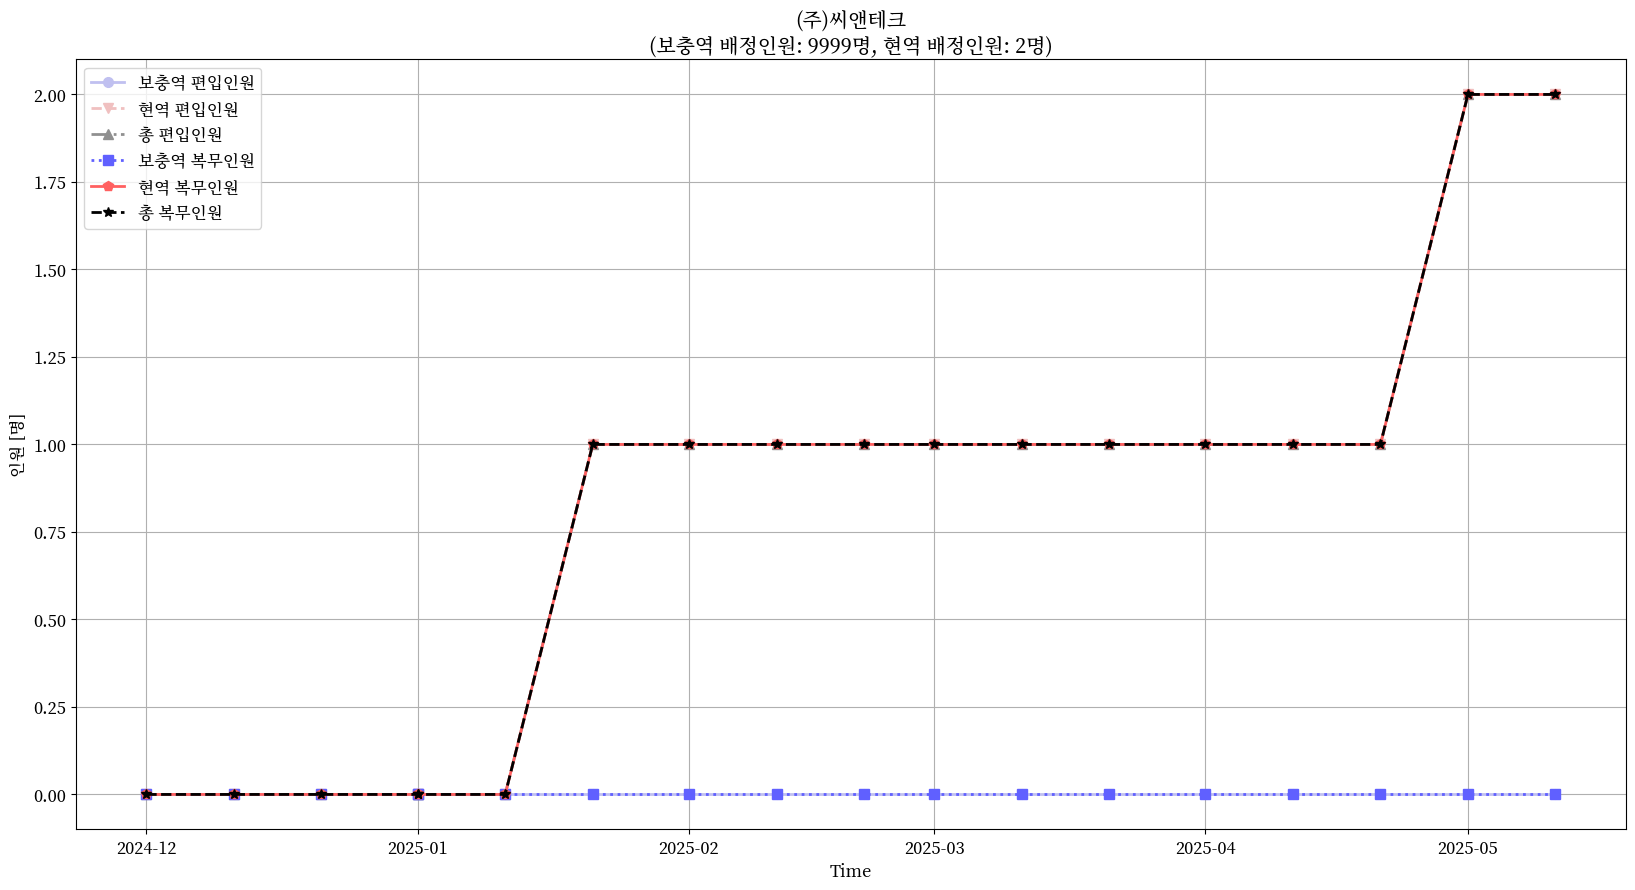 (주)씨앤테크
(보충역 배정인원: 9999명, 현역 배정인원: 2명)
보충역 편입인원
현역 편입인원
총 편입인원
보충역 복무인원
현역 복무인원
총 복무인원
2.00
1.75
1.50
1.25
1.00
0.75
0.50
0.25
0.00
인원 [명]
2024-12
2025-01
2025-02
2025-03
2025-04
2025-05
Time